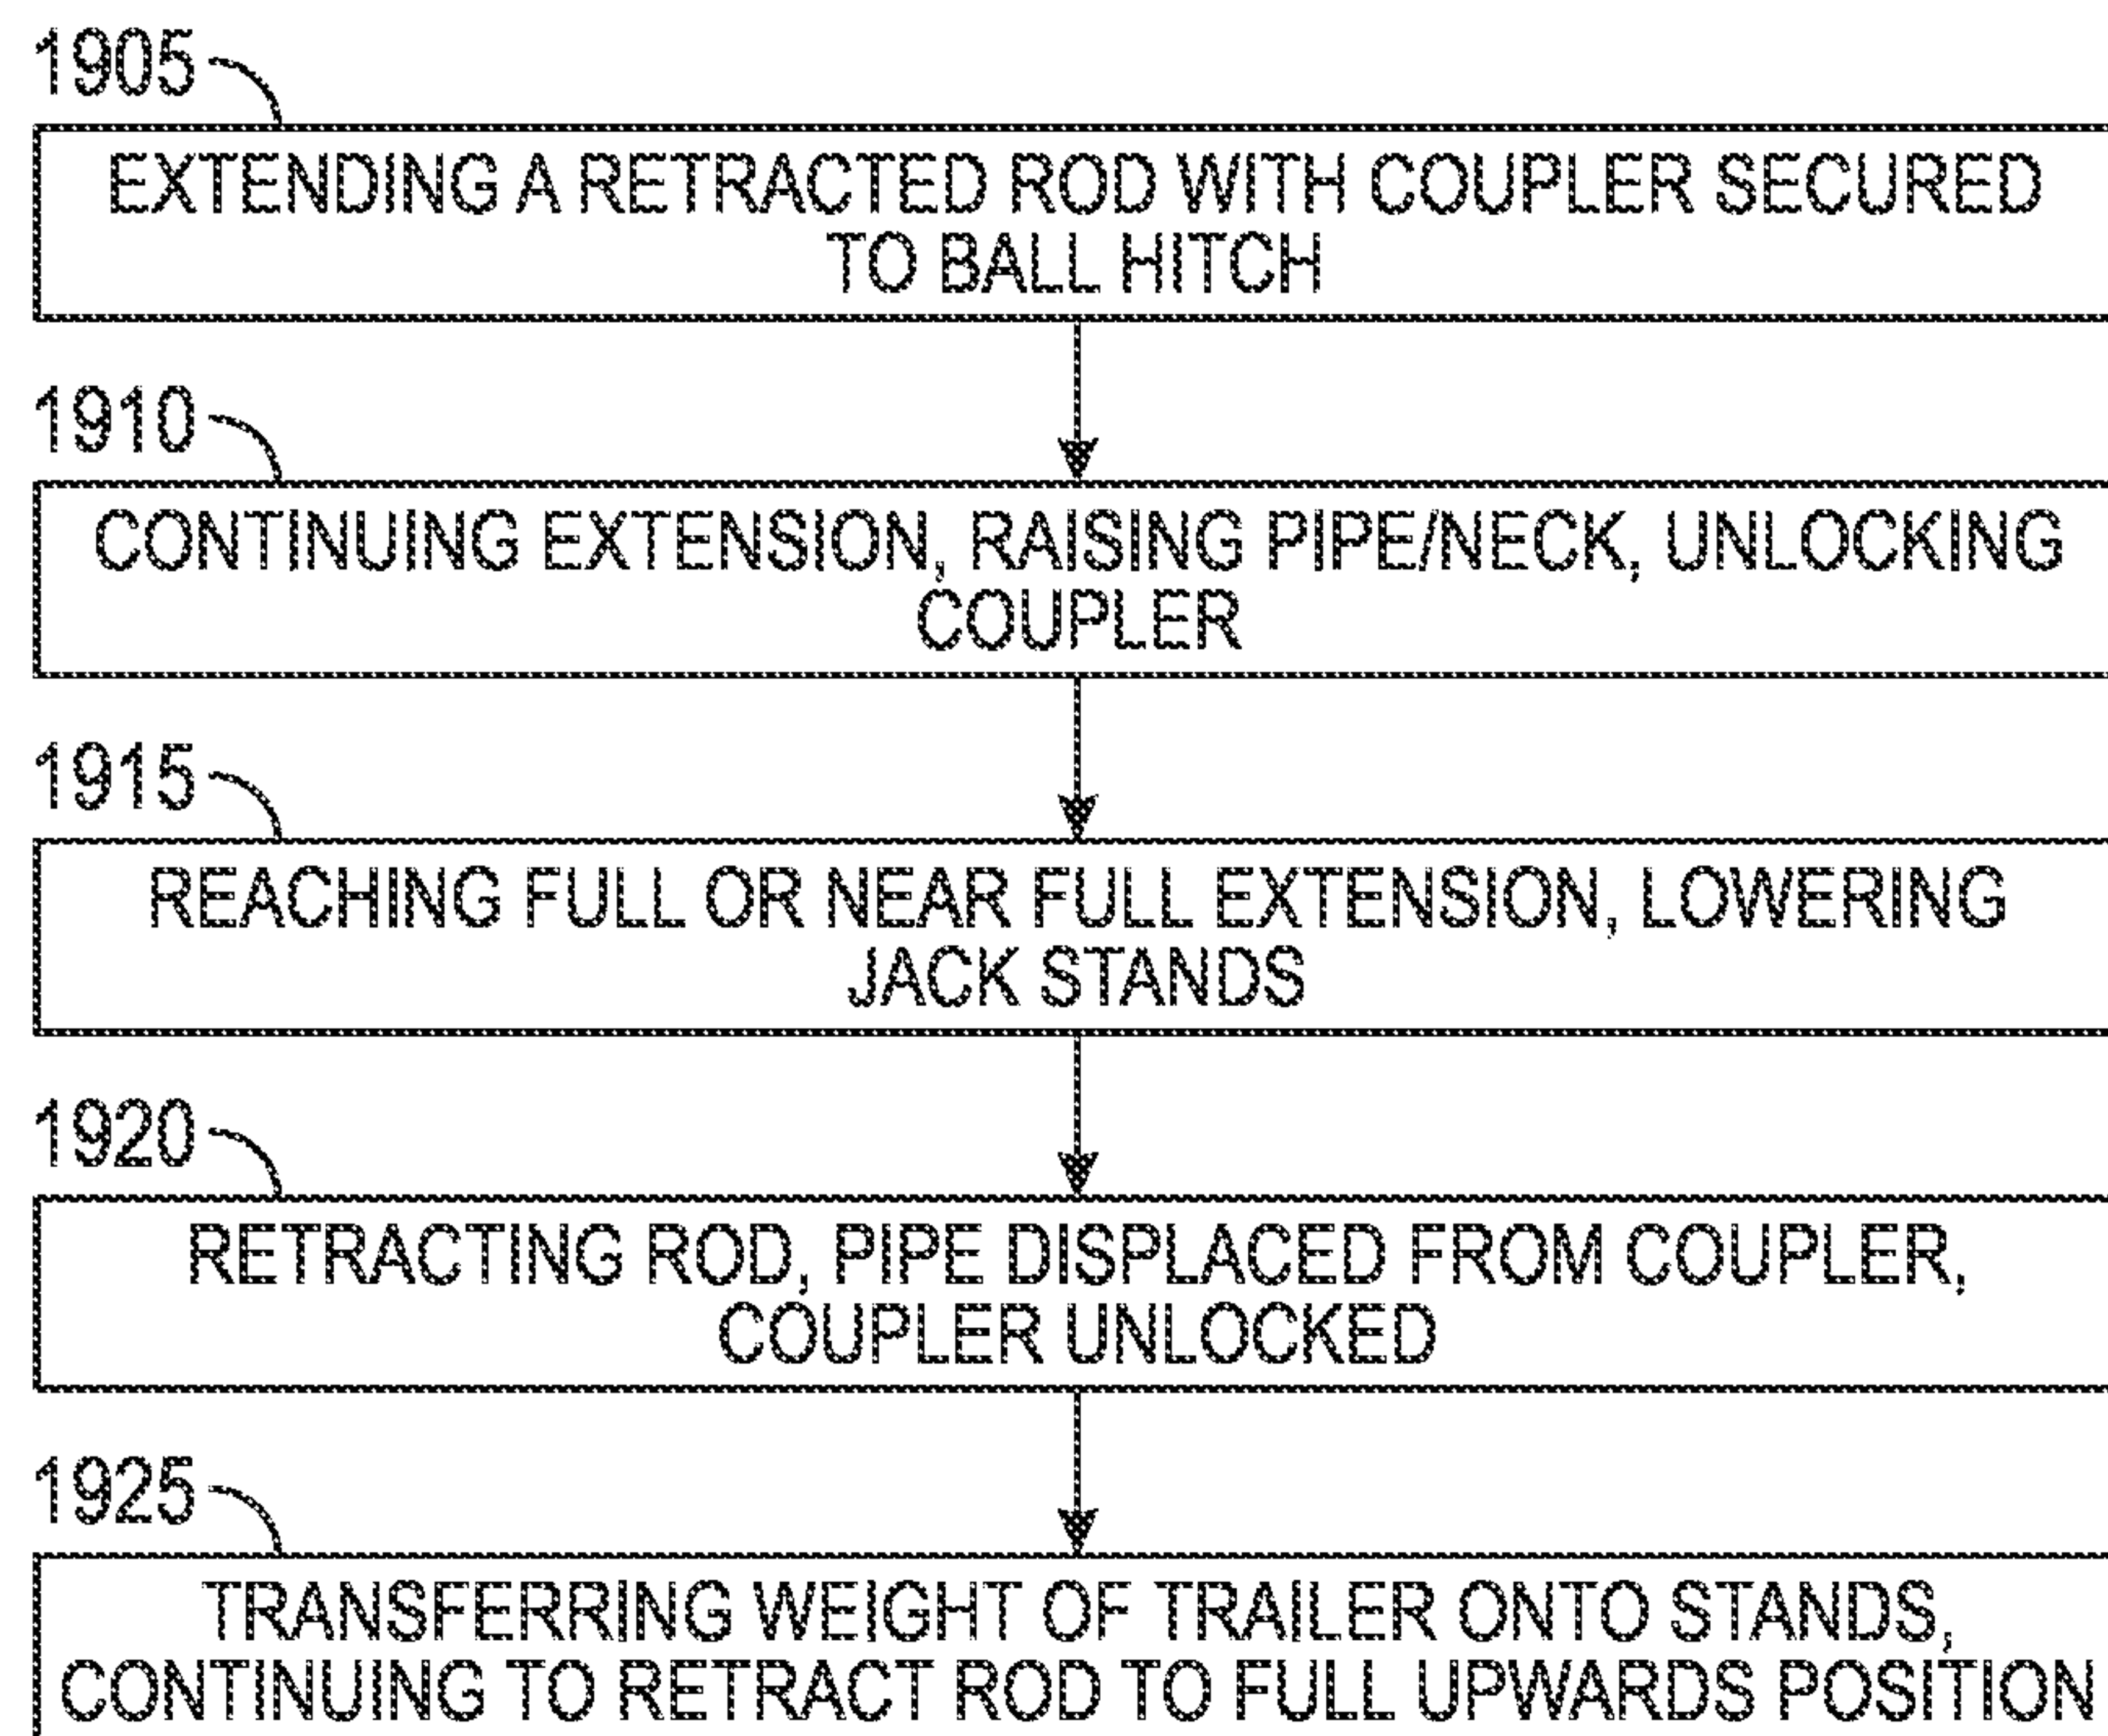 1905
EXTENDING A RETRACTED ROD WITH COUPLER SECURED
TO BALL HITCH
1910
CONTINUING EXTENSION, RAISING PIPE/NECK, UNLOCKING
COUPLER
1915
REACHING FULL OR NEAR FULL EXTENSION, LOWERING
JACK STANDS
1920
RETRACTING ROD, PIPE DISPLACED FROM COUPLER,
COUPLER UNLOCKED
1925
TRANSFERRING WEIGHT OF TRAILER ONTO STANDS,
CONTINUING TO RETRACT ROD TO FULL UPWARDS POSITION